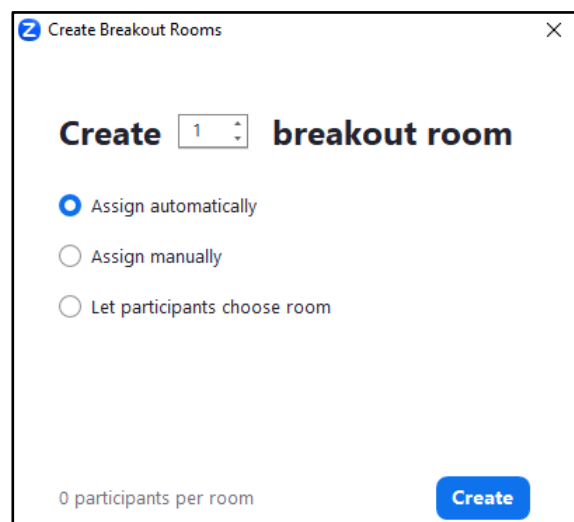 Create Breakout Rooms
Create 1 breakout room
Assign automatically
Assign manually
Let participants choose room
0 participants per room Create